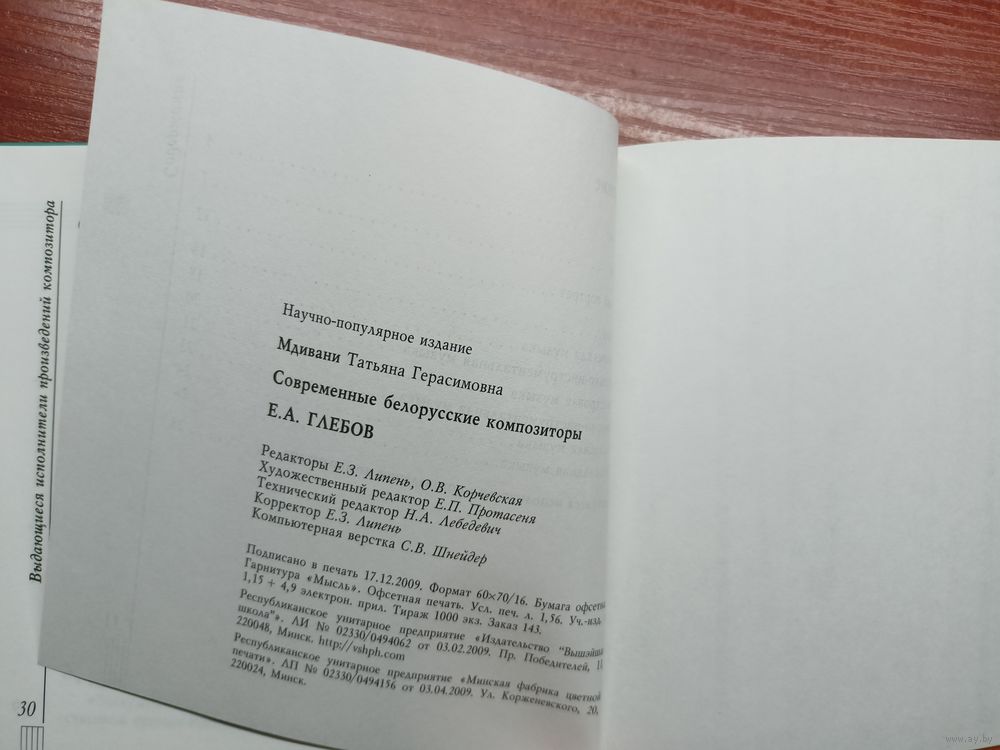 Выдающиеся исполнители произведений композитора
30
Научно-популярное издание
Мдивани Татьяна Герасимовна
Современные белорусские композиторы
Е.А. ГЛЕБОВ
Редакторы Е.З. Липень, О.В. Корчевская
Художественный редактор Е.П. Протасеня
Технический редактор Н.А. Лебедевич
Корректор Е.З. Липень
Компьютерная верстка С.В. Шнейдер
Подписано в печать 17.12.2009. Формат 60×70/16. Бумага офсетн
Гарнитура «Мысль». Офсетная печать. Усл. печ. л. 1,56. Уч.-изд.
1,15 + 4,9 электрон. прил. Тираж 1000 экз. Заказ 143.
Республиканское унитарное предприятие «Издательство "Вышэйша
школа"». ЛИ № 02330/0494062 от 03.02.2009. Пр. Победителей, 1
220048, Минск. http://vshph.com
Республиканское унитарное предприятие «Минская фабрика цветной
печати». ЛП № 02330/0494156 от 03.04.2009. Ул. Корженевского, 20,
220024, Минск.
www.ay.by